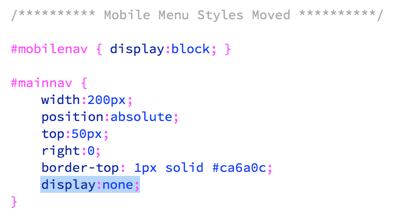 /********** Mobile Menu Styles Moved **********/
#mobilenav { display:block; }
#mainnav {
width:200px;
position:absolute;
top:50px;
right:0;
border-top: 1px solid #ca6a0c;
display:none;
}